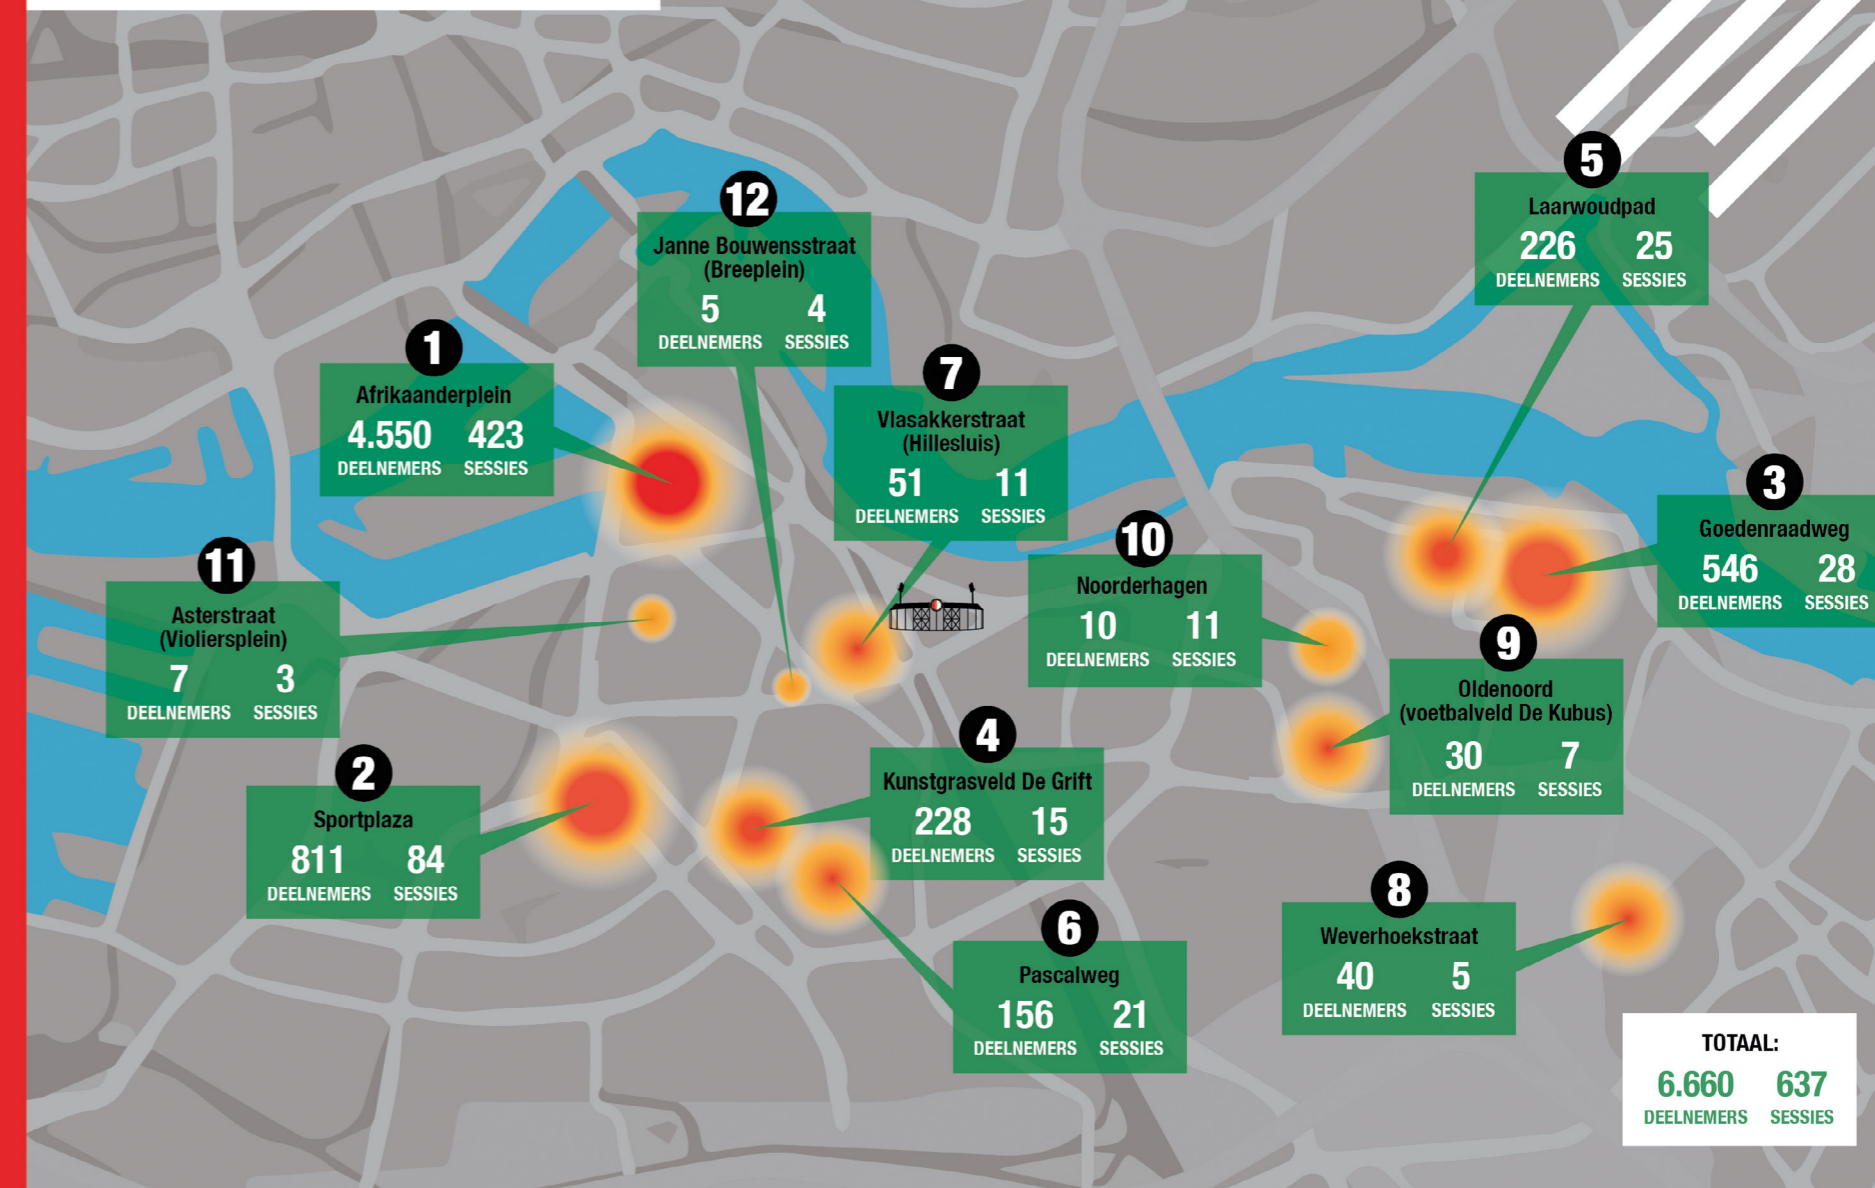 12
Janne Bouwensstraat
(Breeplein)
5 4
DEELNEMERS SESSIES
5
Laarwoudpad
226 25
DEELNEMERS SESSIES
1
Afrikaanderplein
4.550 423
DEELNEMERS SESSIES
7
Vlasakkerstraat
(Hillesluis)
51 11
DEELNEMERS SESSIES
3
Goedenraadweg
546 28
DEELNEMERS SESSIES
11
Asterstraat
(Violiersplein)
7 3
DEELNEMERS SESSIES
10
Noorderhagen
10 11
DEELNEMERS SESSIES
9
Oldenoord
(voetbalveld De Kubus)
30 7
DEELNEMERS SESSIES
2
Sportplaza
811 84
DEELNEMERS SESSIES
4
Kunstgrasveld De Grift
228 15
DEELNEMERS SESSIES
6
Pascalweg
156 21
DEELNEMERS SESSIES
8
Weverhoekstraat
40 5
DEELNEMERS SESSIES
TOTAAL:
6.660 637
DEELNEMERS SESSIES